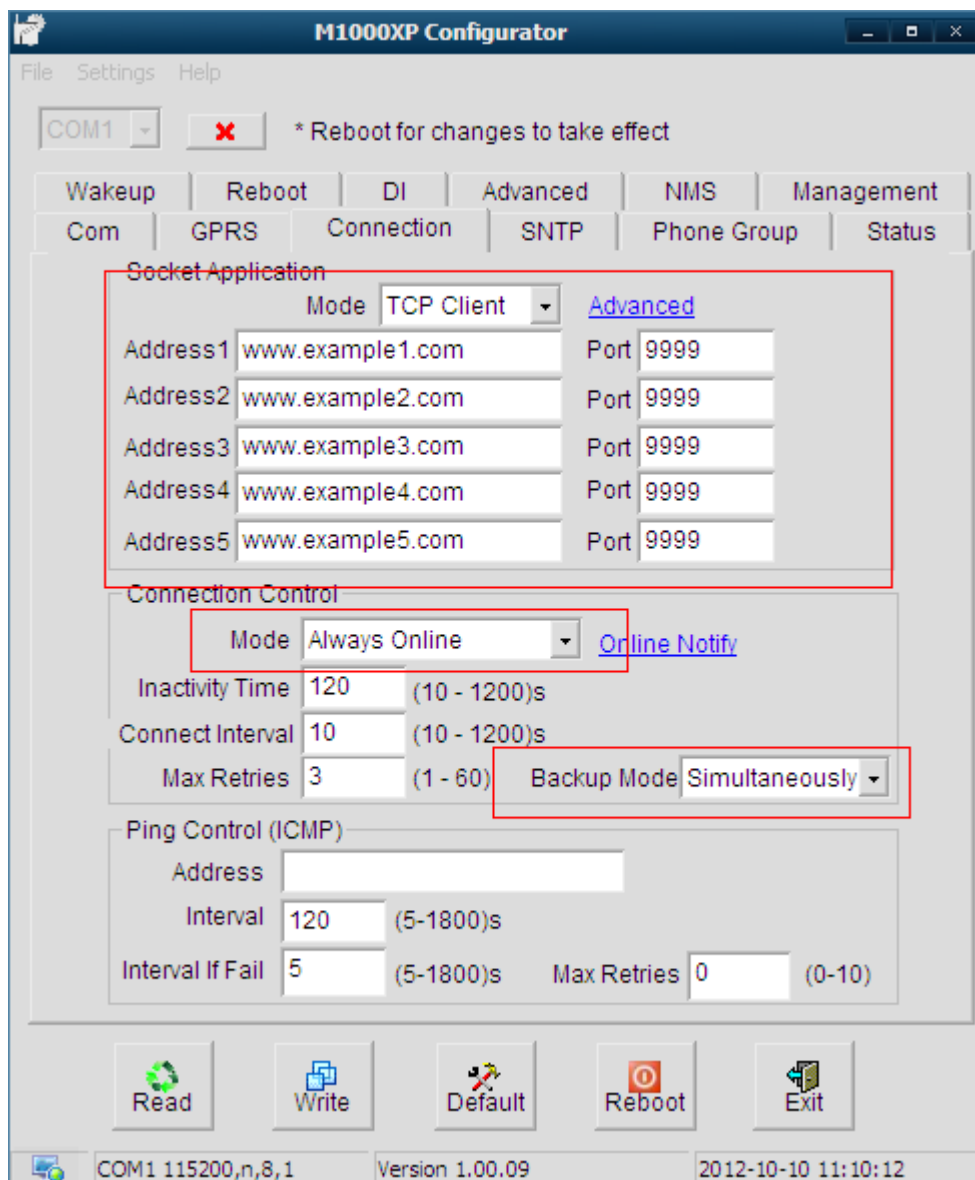 M1000XP Configurator
File Settings Help
COM1 * Reboot for changes to take effect
Wakeup Reboot DI Advanced NMS Management
Com GPRS Connection SNTP Phone Group Status
Socket Application
Mode TCP Client Advanced
Address1 www.example1.com Port 9999
Address2 www.example2.com Port 9999
Address3 www.example3.com Port 9999
Address4 www.example4.com Port 9999
Address5 www.example5.com Port 9999
Connection Control
Mode Always Online Online Notify
Inactivity Time 120 (10 - 1200)s
Connect Interval 10 (10 - 1200)s
Max Retries 3 (1 - 60) Backup Mode Simultaneously
Ping Control (ICMP)
Address
Interval 120 (5-1800)s
Interval If Fail 5 (5-1800)s Max Retries 0 (0-10)
Read Write Default Reboot Exit
COM1 115200,n,8,1 Version 1.00.09 2012-10-10 11:10:12